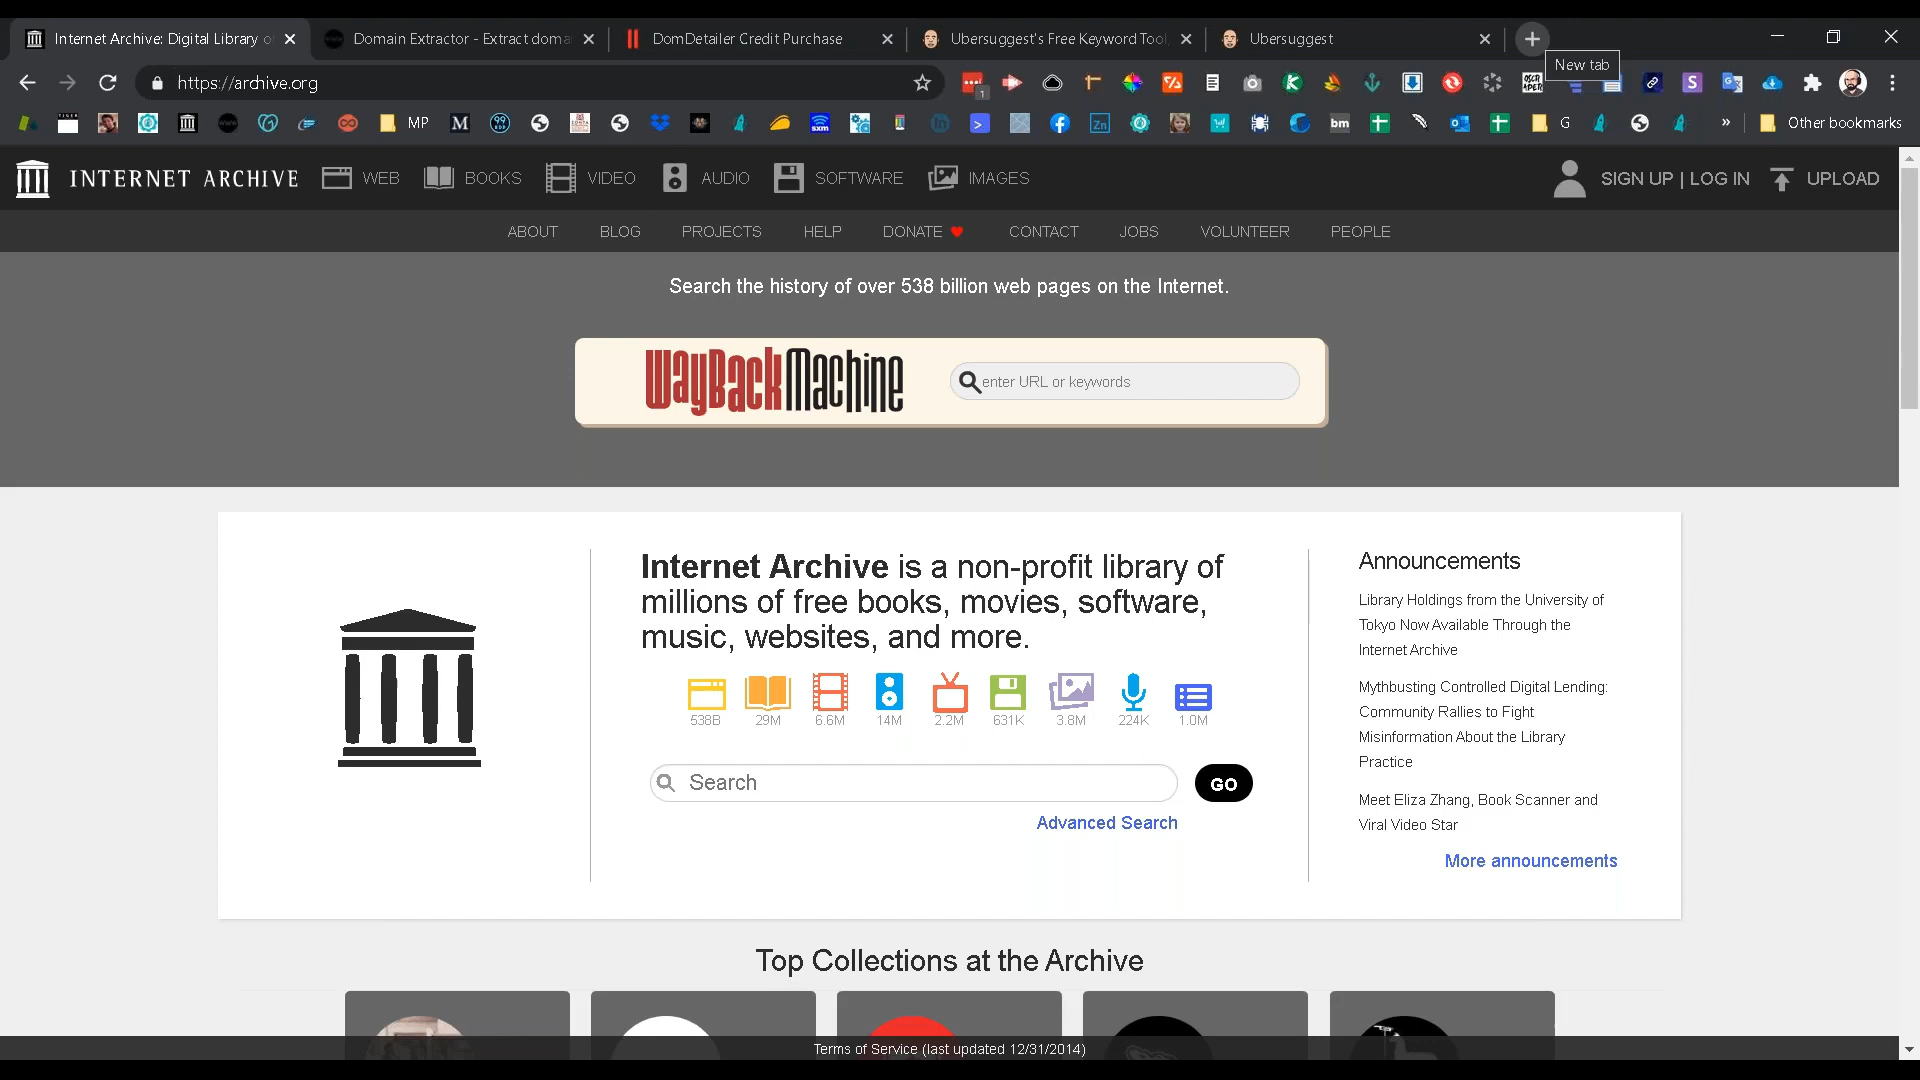 Internet Archive: Digital Library o
Domain Extractor - Extract doma
DomDetailer Credit Purchase
Ubersuggest's Free Keyword Tool,
Ubersuggest
New tab
https://archive.org
1
MP
bm
G
Other bookmarks
INTERNET ARCHIVE
WEB
BOOKS
VIDEO
AUDIO
SOFTWARE
IMAGES
SIGN UP | LOG IN
UPLOAD
ABOUT
BLOG
PROJECTS
HELP
DONATE
CONTACT
JOBS
VOLUNTEER
PEOPLE
Search the history of over 538 billion web pages on the Internet.
WayBackMachine
enter URL or keywords
Internet Archive is a non-profit library of
millions of free books, movies, software,
music, websites, and more.
538B
29M
6.6M
14M
2.2M
631K
3.8M
224K
1.0M
Search
GO
Advanced Search
Announcements
Library Holdings from the University of
Tokyo Now Available Through the
Internet Archive
Mythbusting Controlled Digital Lending:
Community Rallies to Fight
Misinformation About the Library
Practice
Meet Eliza Zhang, Book Scanner and
Viral Video Star
More announcements
Top Collections at the Archive
Terms of Service (last updated 12/31/2014)